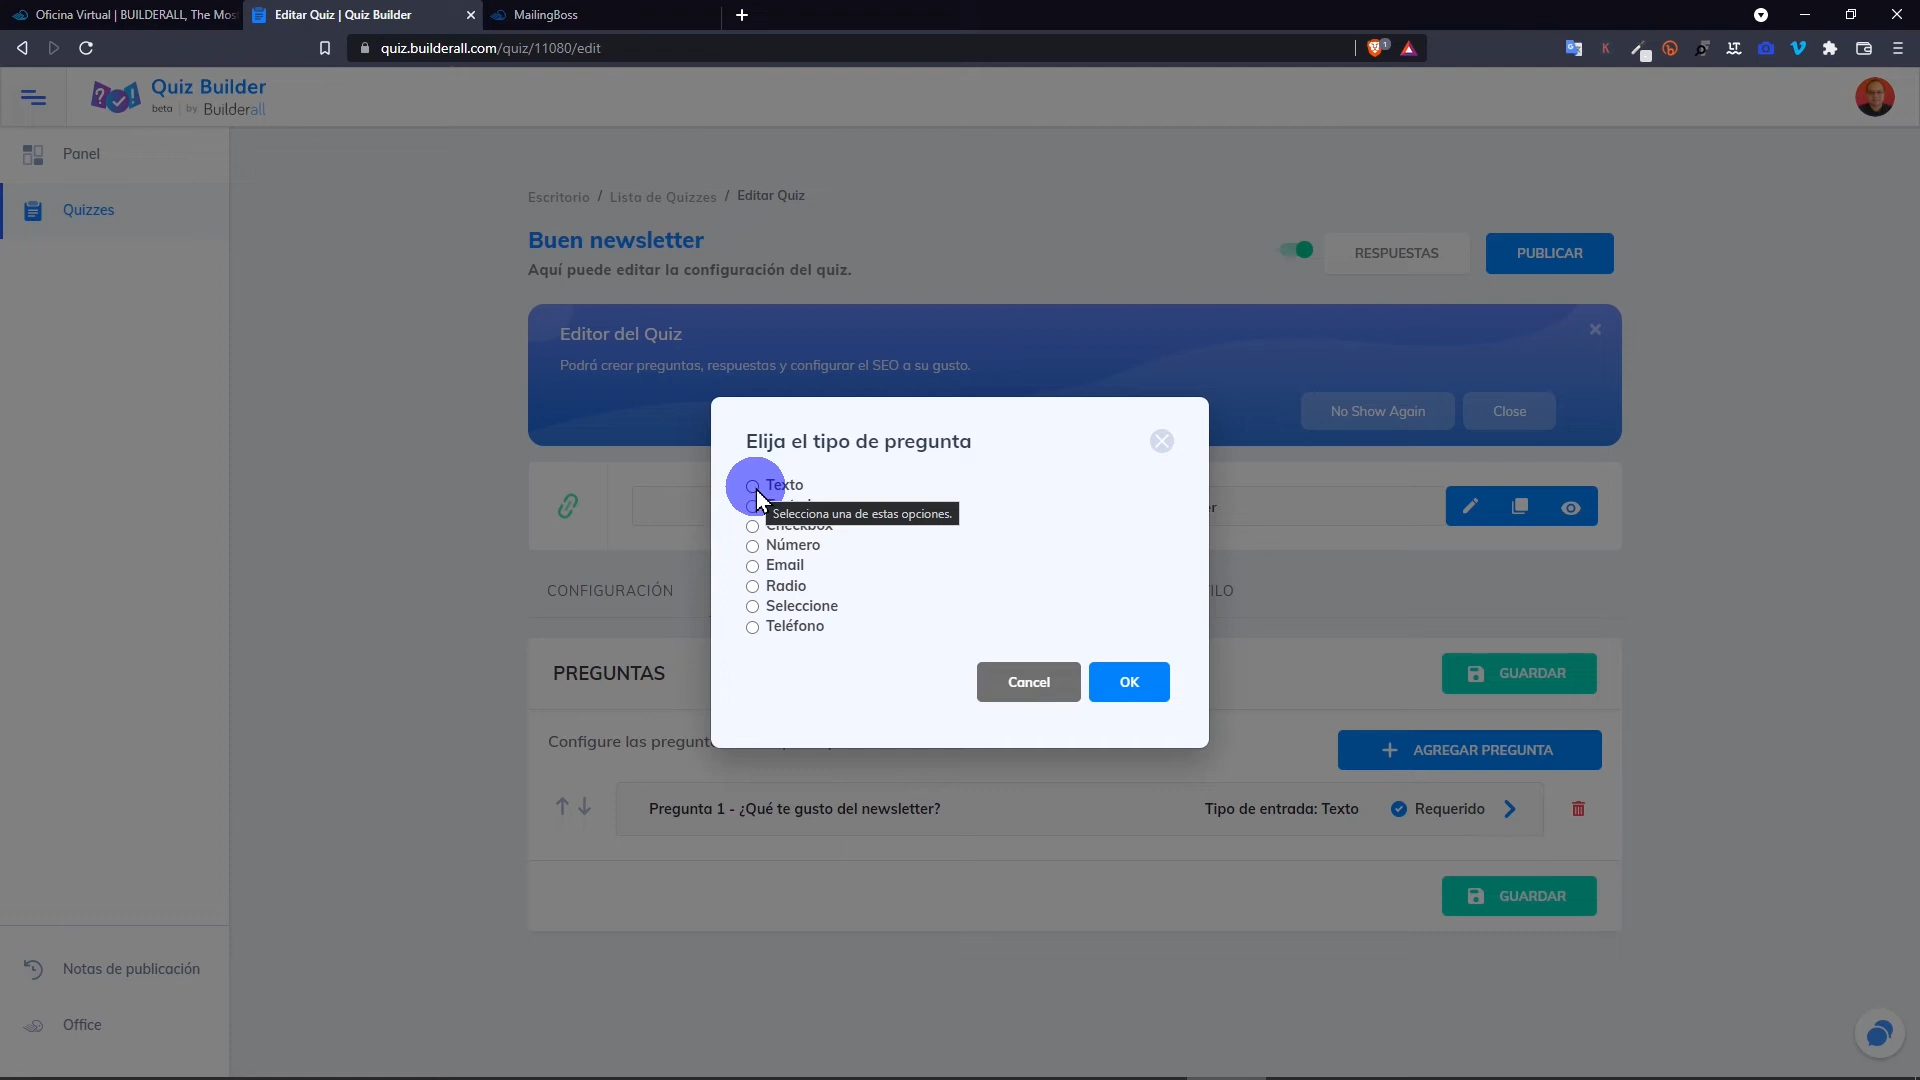 Oficina Virtual | BUILDERALL, The Mos
Editar Quiz | Quiz Builder
MailingBoss
quiz.builderall.com/quiz/11080/edit
Quiz Builder
beta | by Builderall
Panel
Quizzes
Escritorio / Lista de Quizzes / Editar Quiz
Buen newsletter
Aquí puede editar la configuración del quiz.
RESPUESTAS
PUBLICAR
Editor del Quiz
Podrá crear preguntas, respuestas y configurar el SEO a su gusto.
No Show Again
Close
Elija el tipo de pregunta
Texto
Selecciona una de estas opciones.
Checkbox
Número
Email
Radio
Seleccione
Teléfono
Cancel
OK
CONFIGURACIÓN
PREGUNTAS
GUARDAR
Configure las
AGREGAR PREGUNTA
Pregunta 1 - ¿Qué te gusto del newsletter?
Tipo de entrada: Texto
Requerido
GUARDAR
Notas de publicación
Office